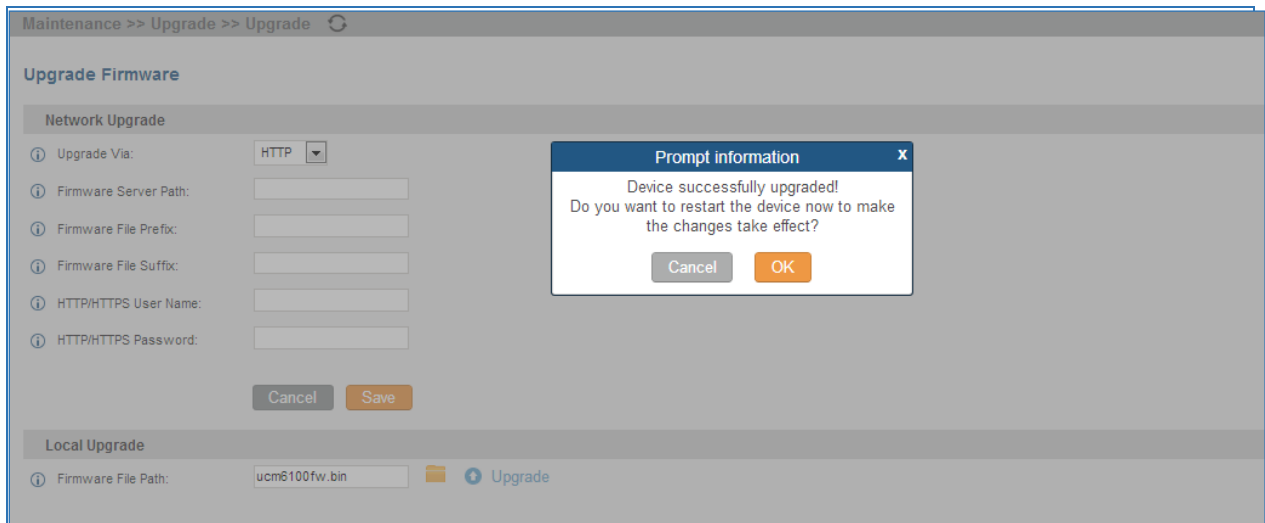 Maintenance >> Upgrade >> Upgrade
Upgrade Firmware
Network Upgrade
Upgrade Via:
HTTP
Firmware Server Path:
Firmware File Prefix:
Firmware File Suffix:
HTTP/HTTPS User Name:
HTTP/HTTPS Password:
Cancel
Save
Local Upgrade
Firmware File Path:
ucm6100fw.bin
Upgrade
Prompt information
x
Device successfully upgraded!
Do you want to restart the device now to make
the changes take effect?
Cancel
OK